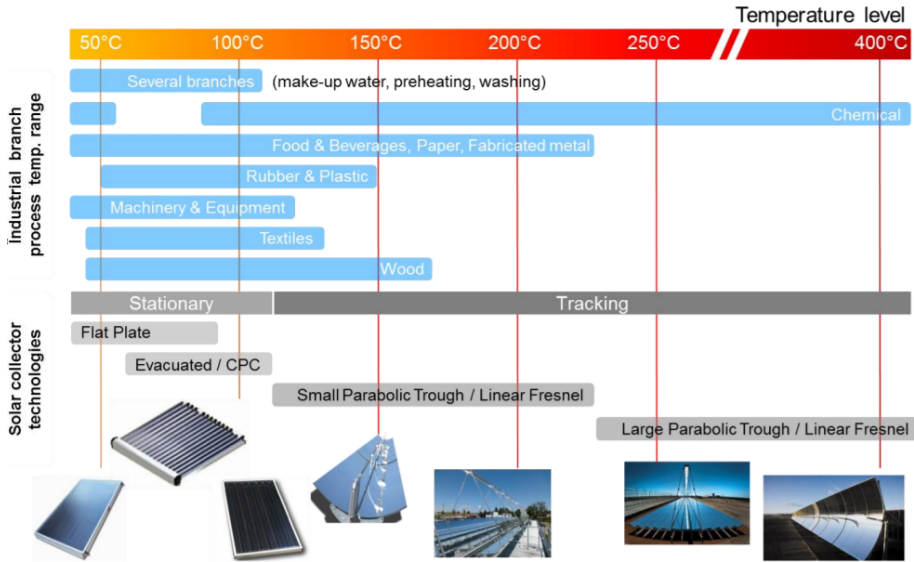 Temperature level
50°C 100°C 150°C 200°C 250°C 400°C
Industrial branch
process temp. range
Several branches (make-up water, preheating, washing)
Chemical
Food & Beverages, Paper, Fabricated metal
Rubber & Plastic
Machinery & Equipment
Textiles
Wood
Solar collector
technologies
Stationary Tracking
Flat Plate
Evacuated / CPC
Small Parabolic Trough / Linear Fresnel
Large Parabolic Trough / Linear Fresnel